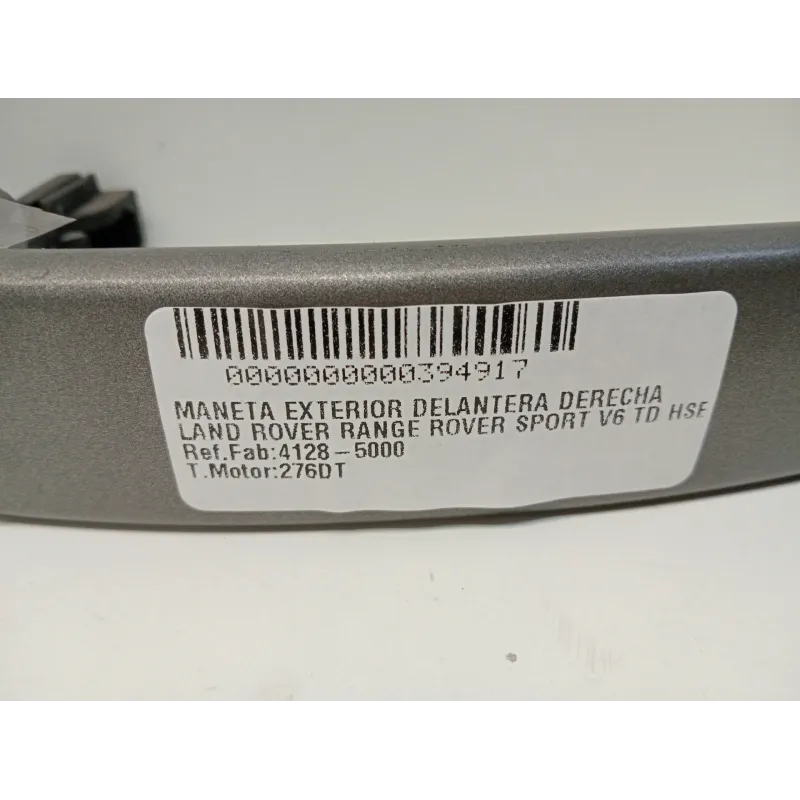 0000000000394917
MANETA EXTERIOR DELANTERA DERECHA
LAND ROVER RANGE ROVER SPORT V6 TD HSE
Ref.Fab:4128-5000
T.Motor:276DT